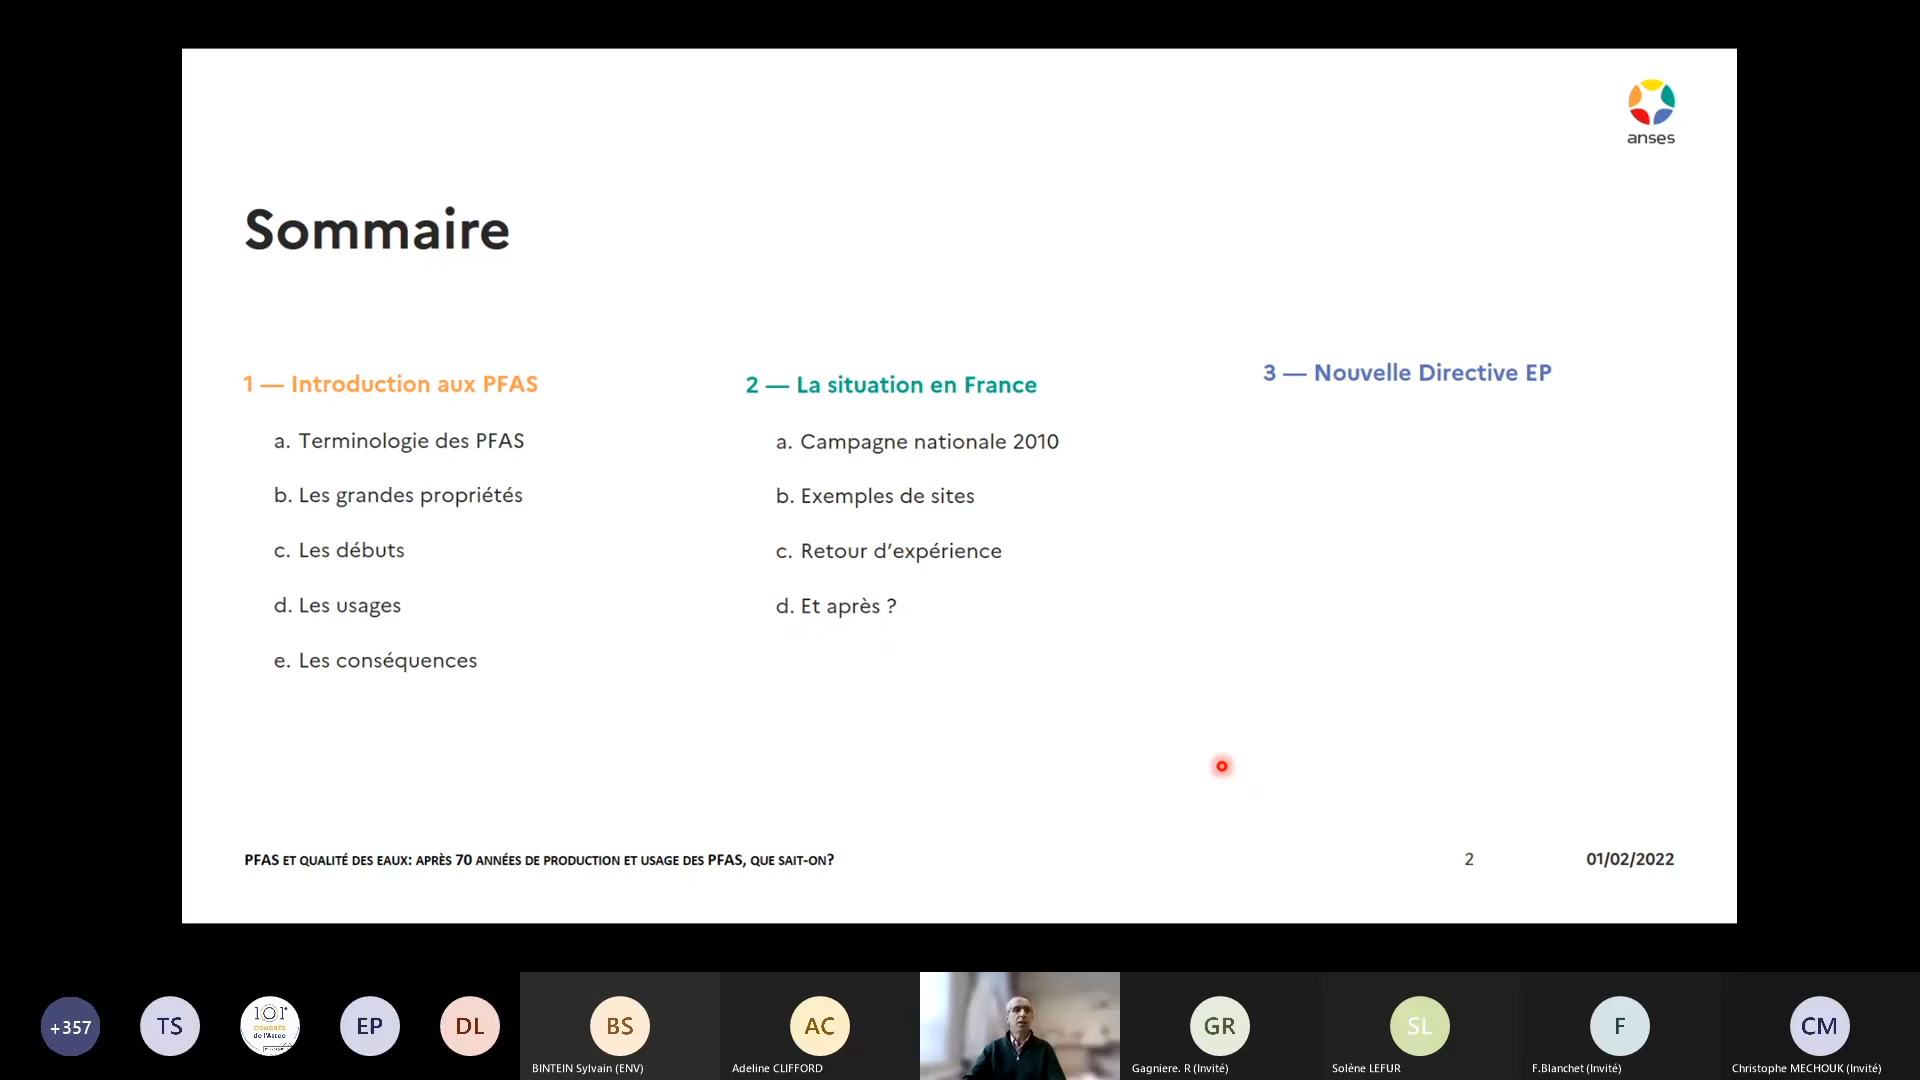 anses
Sommaire
1 — Introduction aux PFAS
a. Terminologie des PFAS
b. Les grandes propriétés
c. Les débuts
d. Les usages
e. Les conséquences
2 — La situation en France
a. Campagne nationale 2010
b. Exemples de sites
c. Retour d’expérience
d. Et après ?
3 — Nouvelle Directive EP
PFAS ET QUALITÉ DES EAUX: APRÈS 70 ANNÉES DE PRODUCTION ET USAGE DES PFAS, QUE SAIT-ON?
2
01/02/2022
+357
TS
101e
CONGRÈS
de l'Astee
EP
DL
BS
BINTEIN Sylvain (ENV)
AC
Adeline CLIFFORD
GR
Gagniere. R (Invité)
SL
Solène LEFUR
F
F.Blanchet (Invité)
CM
Christophe MECHOUK (Invité)